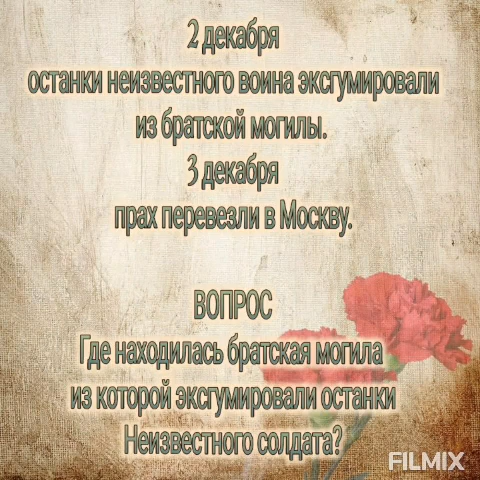 2 декабря
останки неизвестного воина эксгумировали
из братской могилы.
3 декабря
прах перевезли в Москву.
ВОПРОС
Где находилась братская могила
из которой эксгумировали останки
Неизвестного солдата?
FILMIX